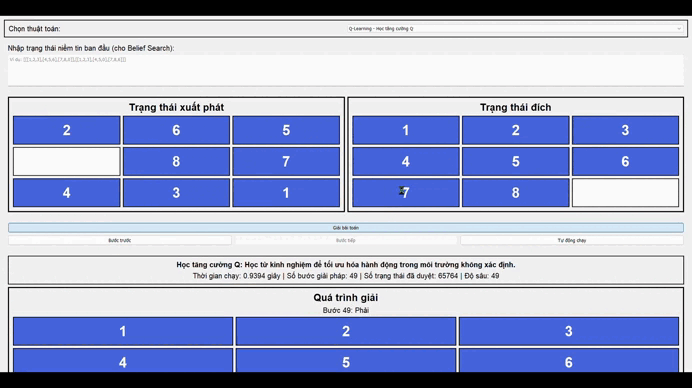 Chọn thuật toán:
Q-Learning - Học tăng cường Q
Nhập trạng thái niềm tin ban đầu (cho Belief Search):
Ví dụ: [[[1,2,3],[4,5,6],[7,8,0]],[[1,2,3],[4,5,0],[7,8,6]]]
Trạng thái xuất phát
2 6 5
8 7
4 3 1
Trạng thái đích
1 2 3
4 5 6
7 8
Giải bài toán
Bước trước
Bước tiếp
Tự động chạy
Học tăng cường Q: Học từ kinh nghiệm để tối ưu hóa hành động trong môi trường không xác định.
Thời gian chạy: 0.9394 giây | Số bước giải pháp: 49 | Số trạng thái đã duyệt: 65764 | Độ sâu: 49
Quá trình giải
Bước 49: Phải
1 2 3
4 5 6